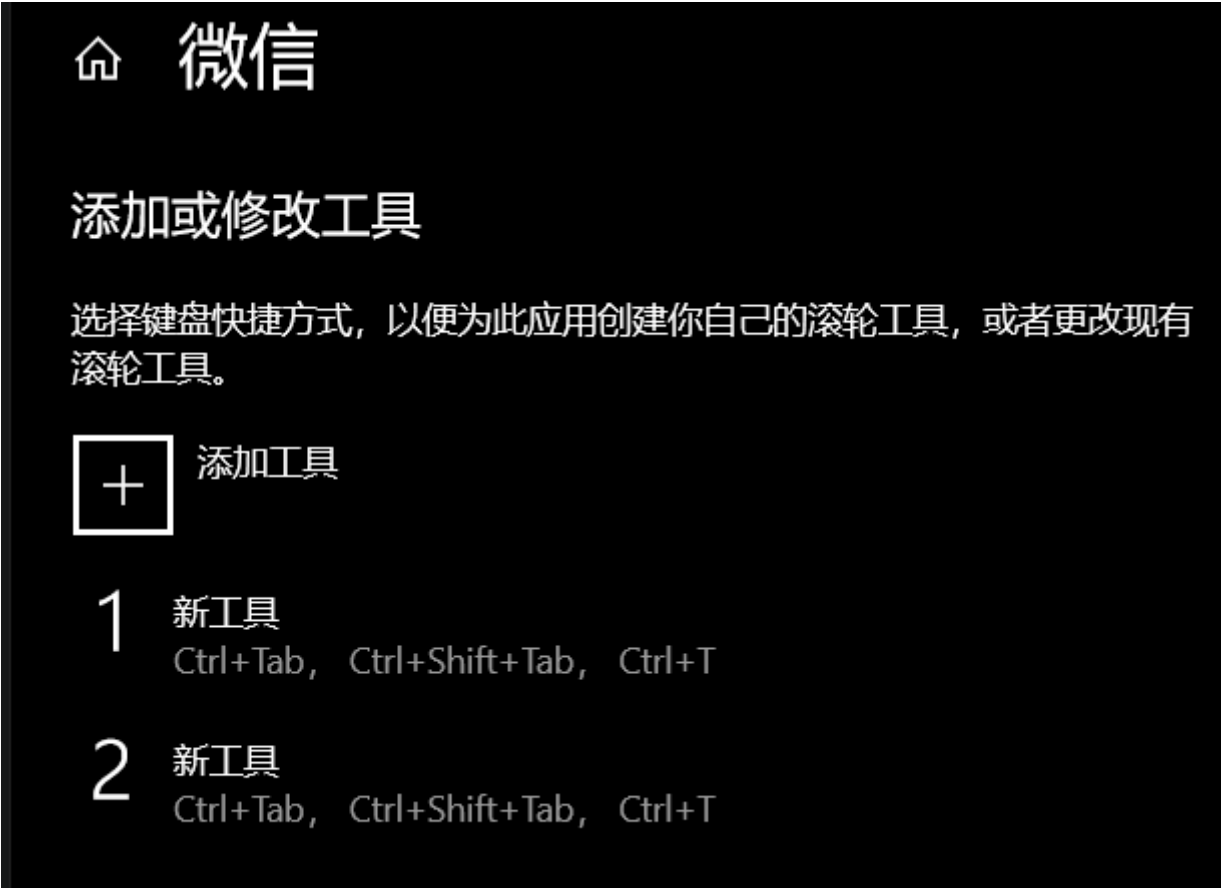 微信
添加或修改工具
选择键盘快捷方式，以便为此应用创建你自己的滚轮工具，或者更改现有
滚轮工具。
添加工具
1 新工具
Ctrl+Tab， Ctrl+Shift+Tab， Ctrl+T
2 新工具
Ctrl+Tab， Ctrl+Shift+Tab， Ctrl+T